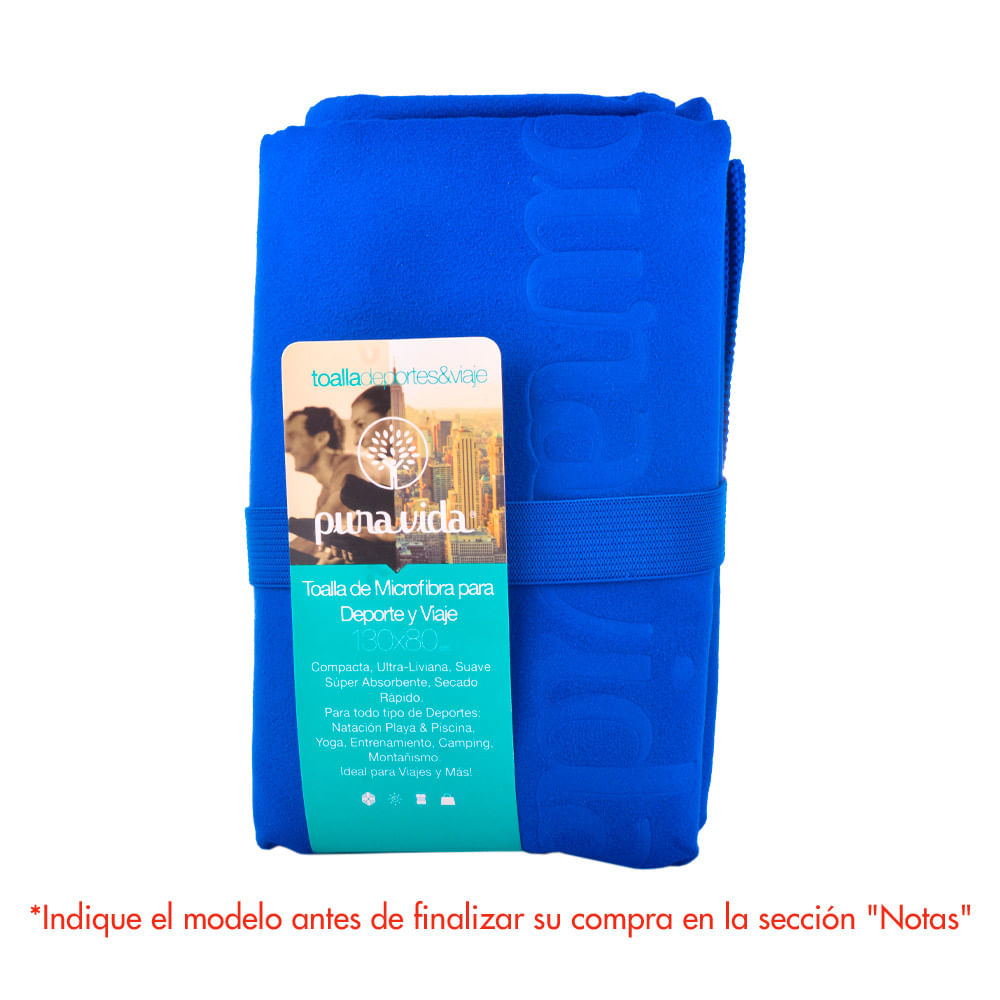 puravida
toalladeportes&viaje
puravida
Toalla de Microfibra para
Deporte y Viaje
130x80cm
Compacta, Ultra-Liviana, Suave
Súper Absorbente, Secado
Rápido.
Para todo tipo de Deportes:
Natación Playa & Piscina,
Yoga, Entrenamiento, Camping,
Montañismo.
Ideal para Viajes y Más!
*Indique el modelo antes de finalizar su compra en la sección "Notas"